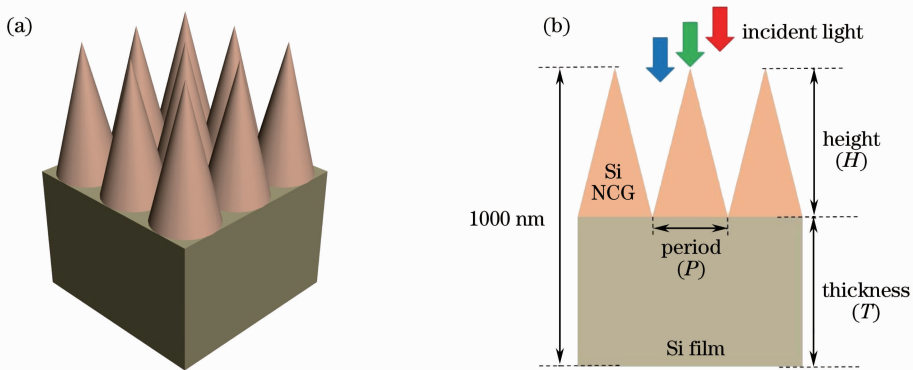 (a)
(b)
incident light
height
(H)
Si
NCG
1000 nm
period
(P)
thickness
(T)
Si film